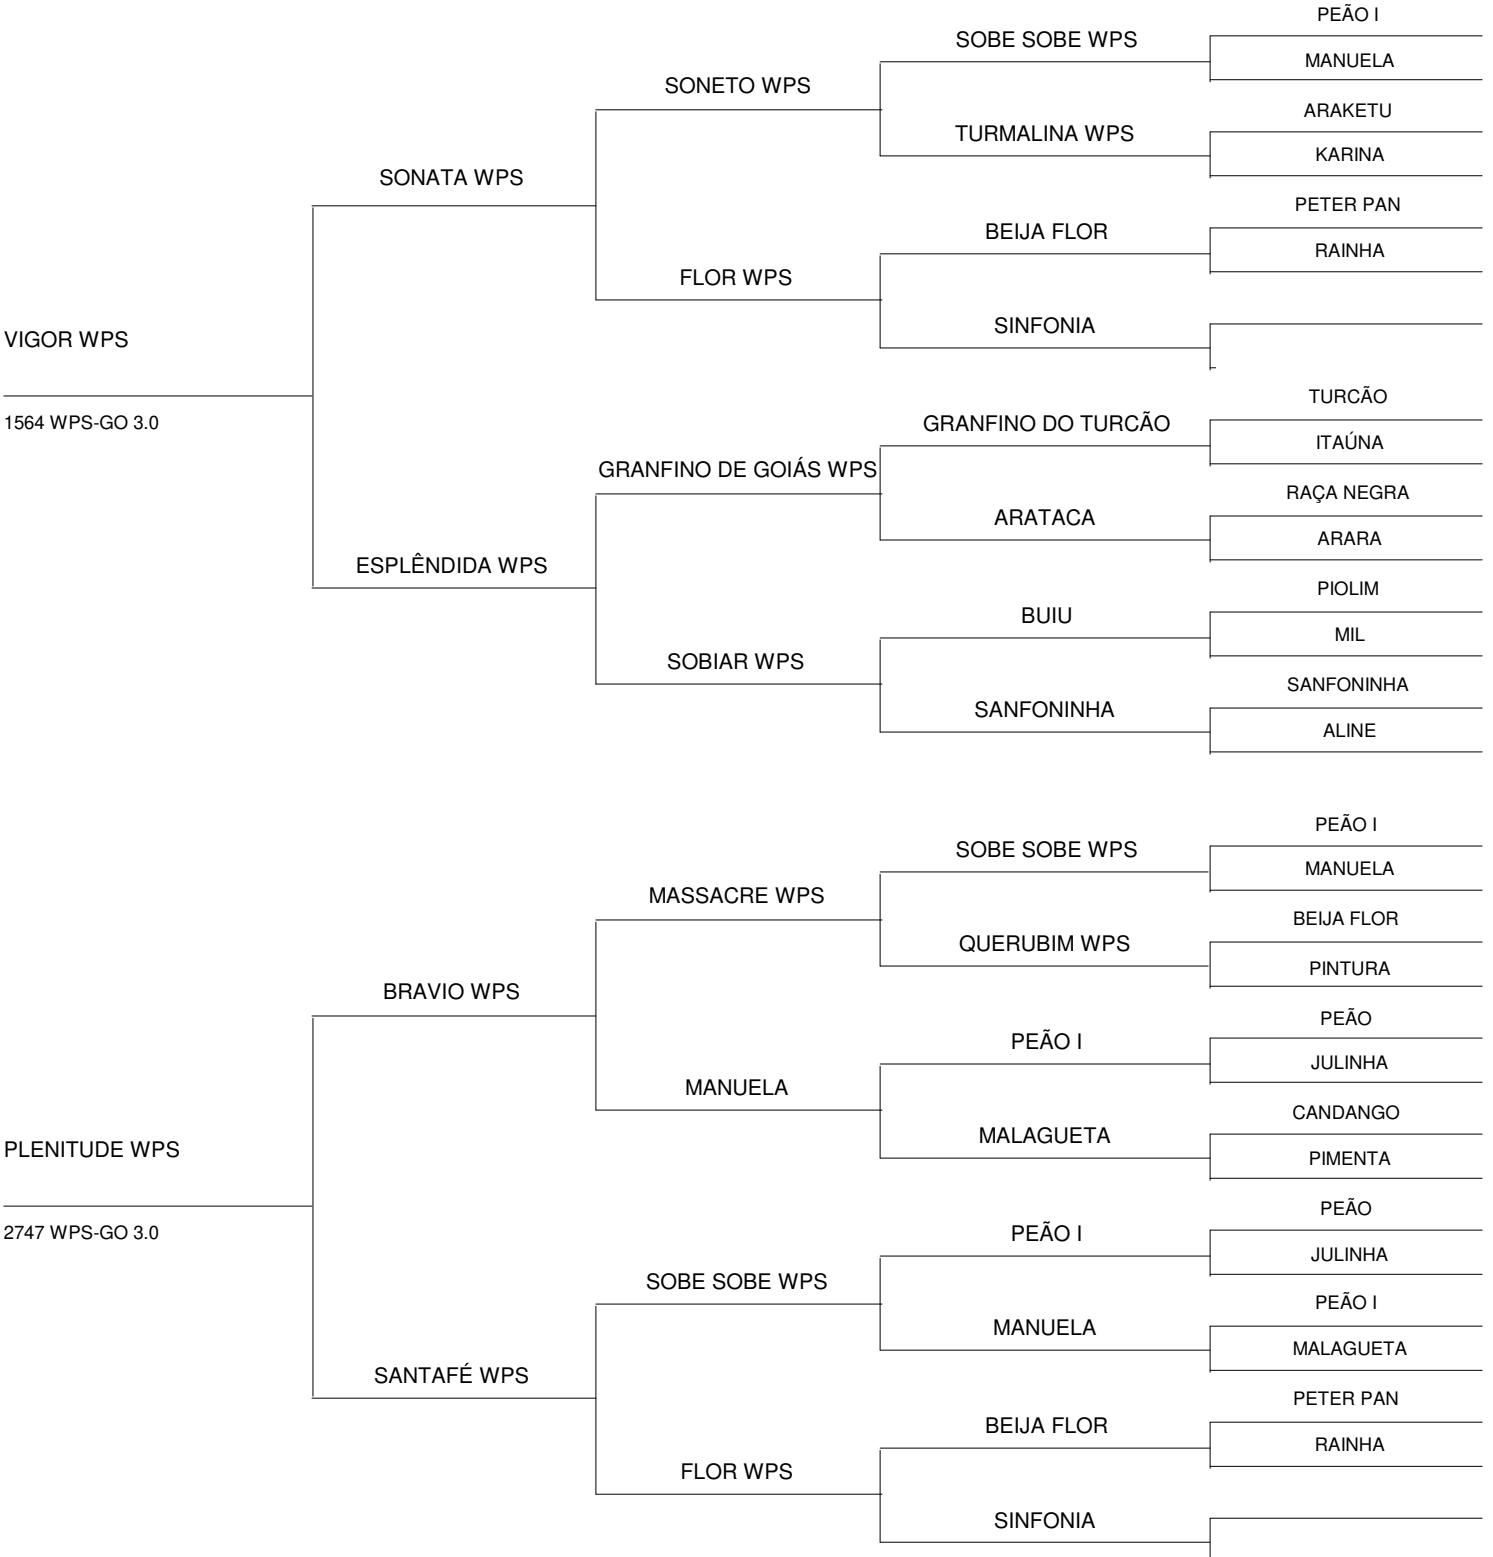 PEÃO I
SOBE SOBE WPS
MANUELA
SONETO WPS
ARAKETU
TURMALINA WPS
KARINA
SONATA WPS
PETER PAN
BEIJA FLOR
RAINHA
FLOR WPS
SINFONIA
VIGOR WPS
1564 WPS-GO 3.0
TURCÃO
GRANFINO DO TURCÃO
ITAÚNA
GRANFINO DE GOIÁS WPS
RAÇA NEGRA
ARATACA
ARARA
ESPLÊNDIDA WPS
PIOLIM
BUIU
MIL
SOBIAR WPS
SANFONINHA
SANFONINHA
ALINE
PEÃO I
SOBE SOBE WPS
MANUELA
MASSACRE WPS
BEIJA FLOR
QUERUBIM WPS
PINTURA
BRAVIO WPS
PEÃO
PEÃO I
JULINHA
MANUELA
CANDANGO
MALAGUETA
PIMENTA
PLENITUDE WPS
2747 WPS-GO 3.0
PEÃO
PEÃO I
JULINHA
SOBE SOBE WPS
PEÃO I
MANUELA
MALAGUETA
SANTAFÉ WPS
PETER PAN
BEIJA FLOR
RAINHA
FLOR WPS
SINFONIA